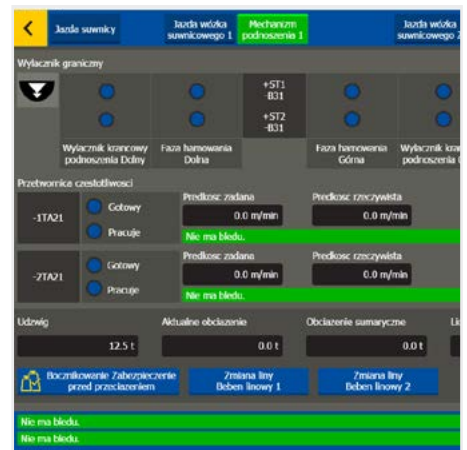 Jazda suwnicy
Jazda wózka
suwnicowego 1
Mechanizm
podnoszenia 1
Jazda wózka
suwnicowego 2
Wyłacznik graniczny
+ST1
-B31
+ST2
-B31
Wyłacznik krancowy
podnoszenia Dolny
Faza hamowania
Dolna
Faza hamowania
Górna
Wyłacznik
podnoszenia
Przetwornica czestotliwosci
-1TA21
Gotowy
Pracuje
Predkosc zadana
0.0 m/min
Predkosc rzeczywista
0.0 m/min
Nie ma bledu.
-2TA21
Gotowy
Pracuje
Predkosc zadana
0.0 m/min
Predkosc rzeczywista
0.0 m/min
Nie ma bledu.
Udzwig
Aktualne obciazenie
Obciazenie sumaryczne
12.5 t
0.0 t
0.0 t
Bocznikowanie Zabezpieczenie
przed przeciazeniem
Zmiana liny
Beben linowy 1
Zmiana liny
Beben linowy 2
Nie ma bledu.
Nie ma bledu.